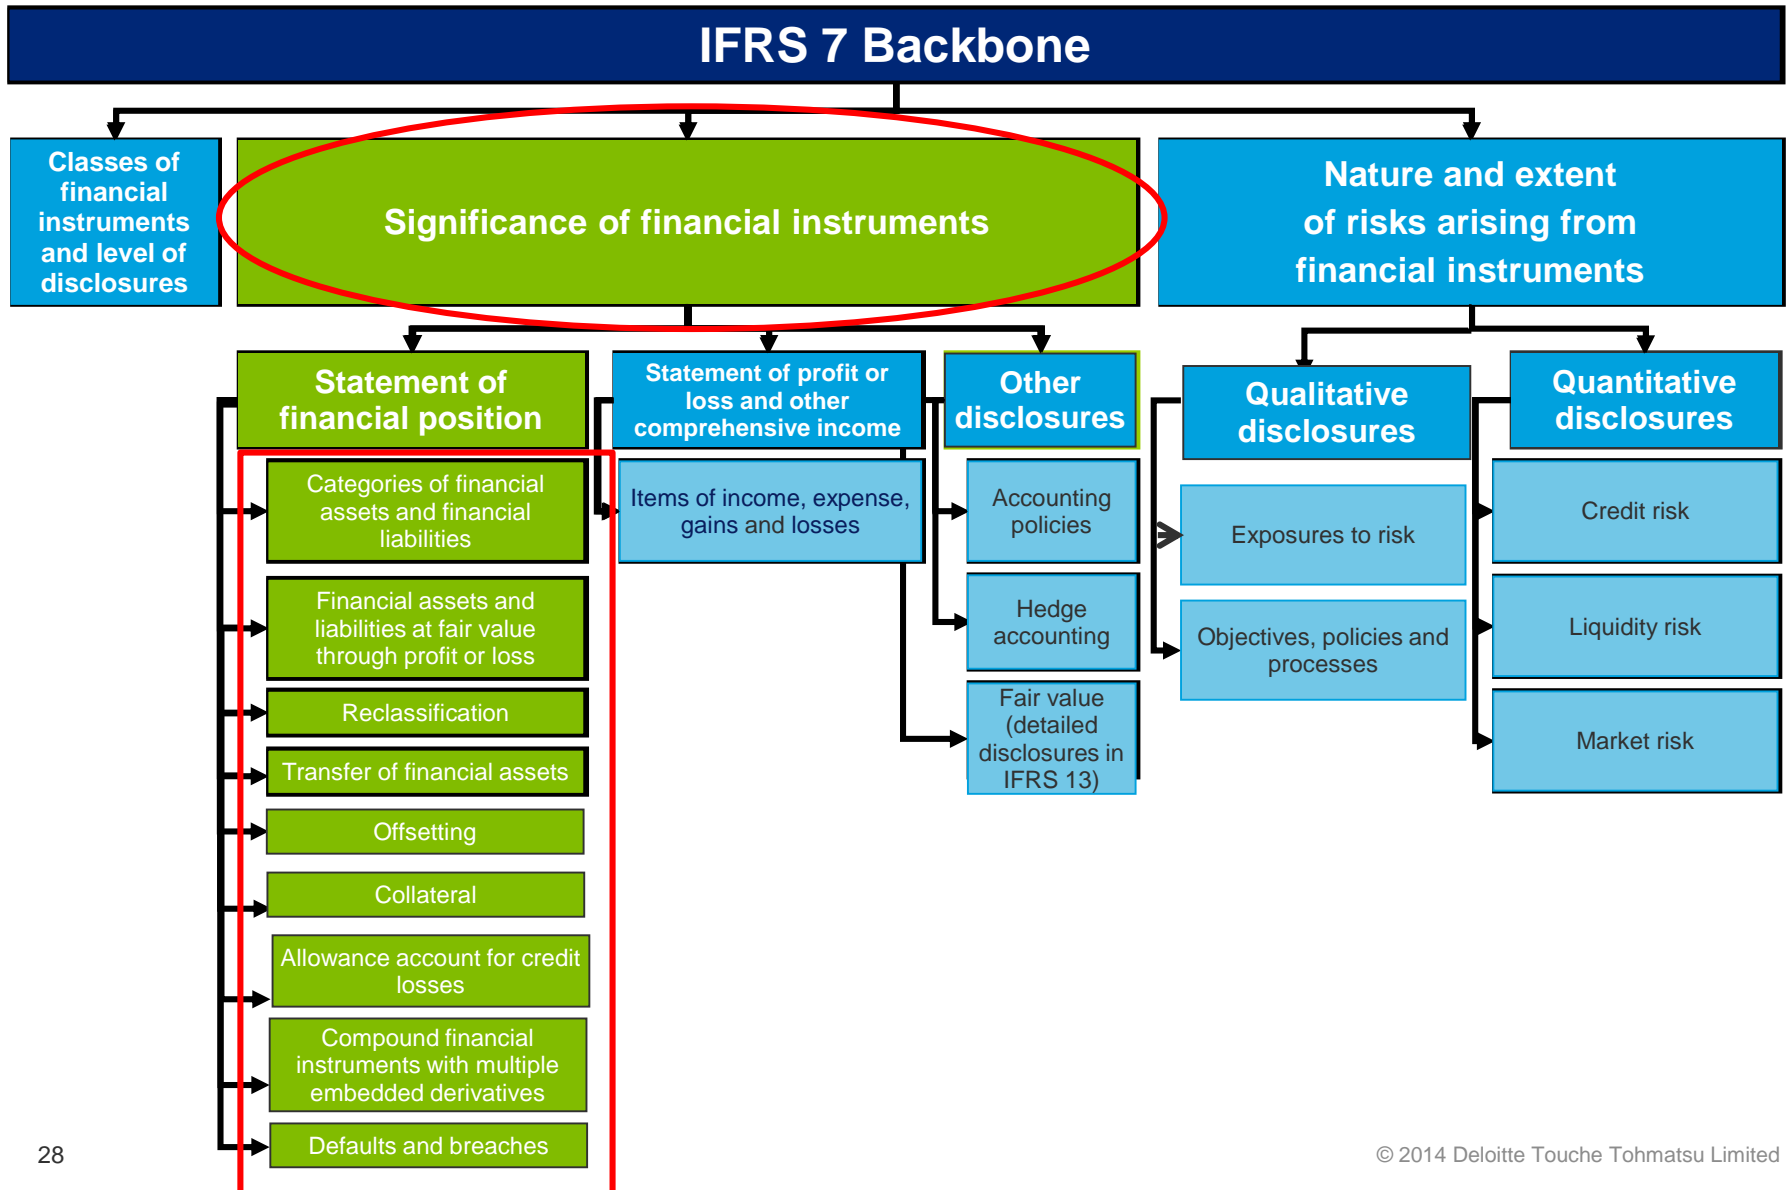 IFRS 7 Backbone
Classes of
financial
instruments
and level of
disclosures
Significance of financial instruments
Nature and extent
of risks arising from
financial instruments
Statement of
financial position
Categories of financial
assets and financial
liabilities
Financial assets and
liabilities at fair value
through profit or loss
Reclassification
Transfer of financial assets
Offsetting
Collateral
Allowance account for credit
losses
Compound financial
instruments with multiple
embedded derivatives
Defaults and breaches
Statement of profit or
loss and other
comprehensive income
Items of income, expense,
gains and losses
Other
disclosures
Accounting
policies
Hedge
accounting
Fair value
(detailed
disclosures in
IFRS 13)
Qualitative
disclosures
Exposures to risk
Objectives, policies and
processes
Quantitative
disclosures
Credit risk
Liquidity risk
Market risk
28
© 2014 Deloitte Touche Tohmatsu Limited